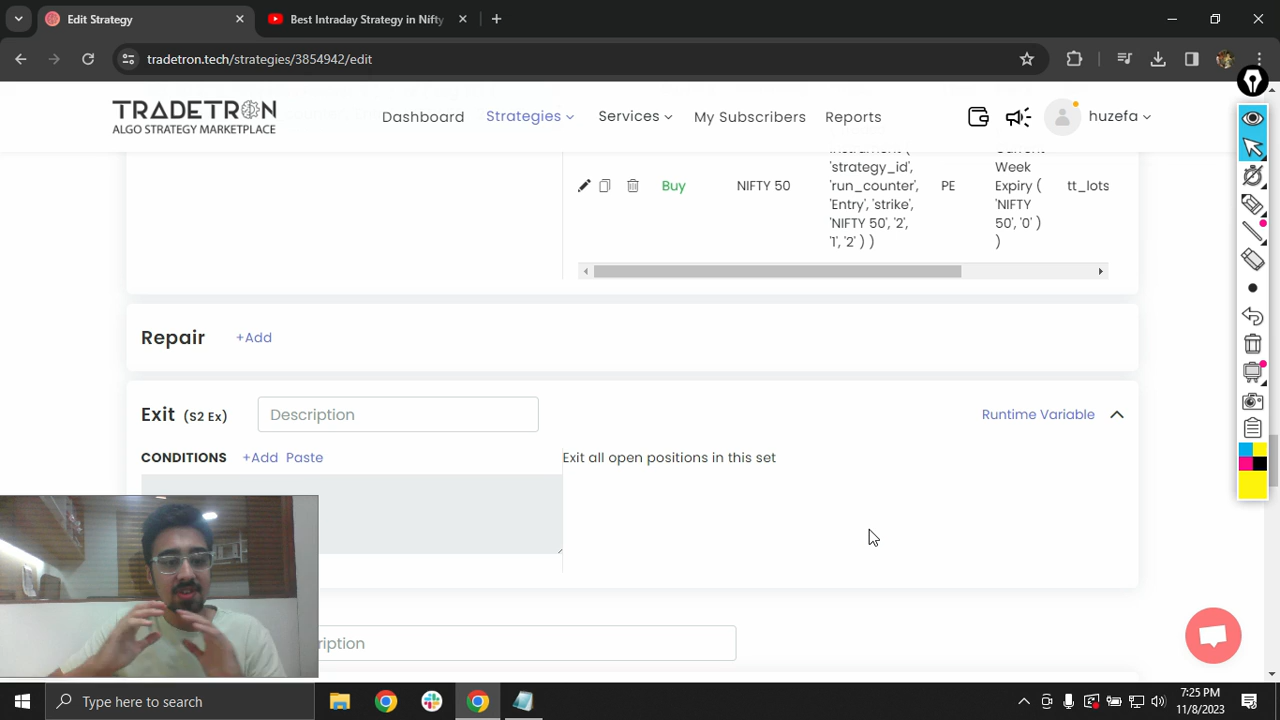 Edit Strategy
Best Intraday Strategy in Nifty
tradetron.tech/strategies/3854942/edit
TRADETRON
ALGO STRATEGY MARKETPLACE
Dashboard
Strategies
Services
My Subscribers
Reports
huzefa
Instrument (
'strategy_id',
'run_counter',
'Entry', 'strike',
'NIFTY 50', '2',
'1', '2' ) )
Buy
NIFTY 50
PE
Current
Week
Expiry (
'NIFTY
50', '0' )
)
tt_lots
Repair
+Add
Exit (S2 Ex)
Description
Runtime Variable
CONDITIONS
+Add
Paste
Exit all open positions in this set
Type here to search
7:25 PM
11/8/2023